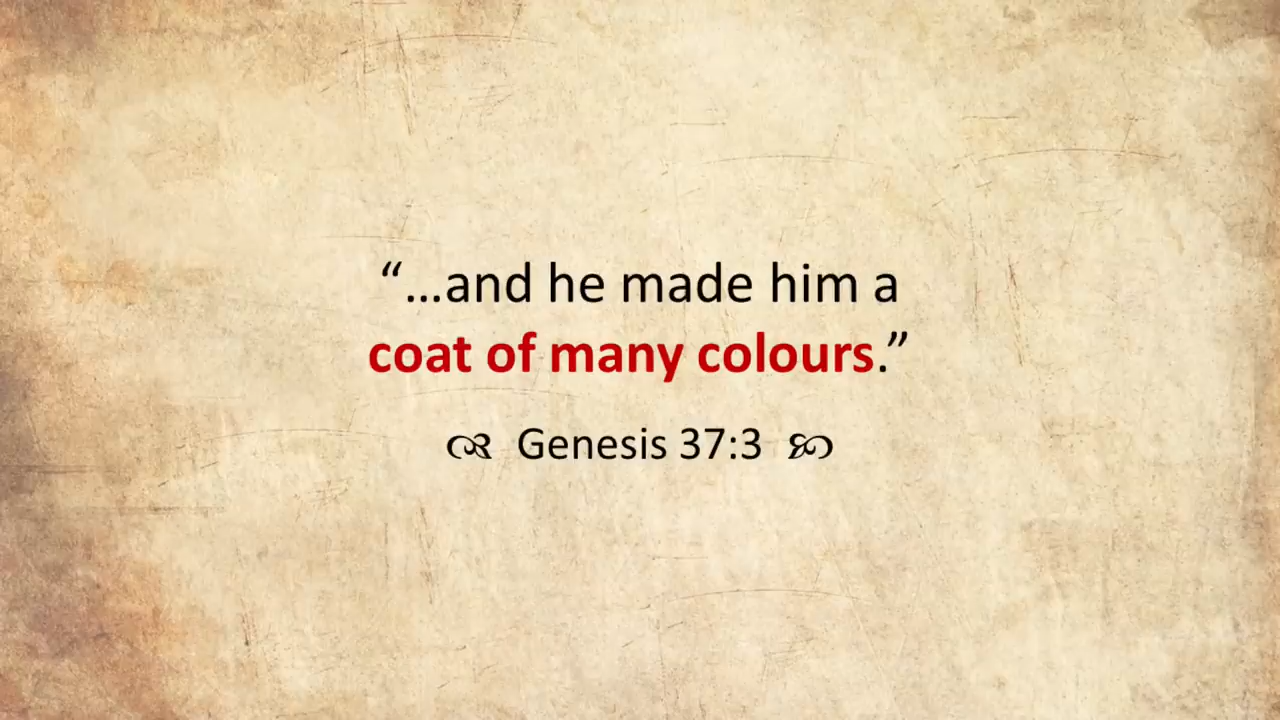 “…and he made him a
coat of many colours.”
Genesis 37:3